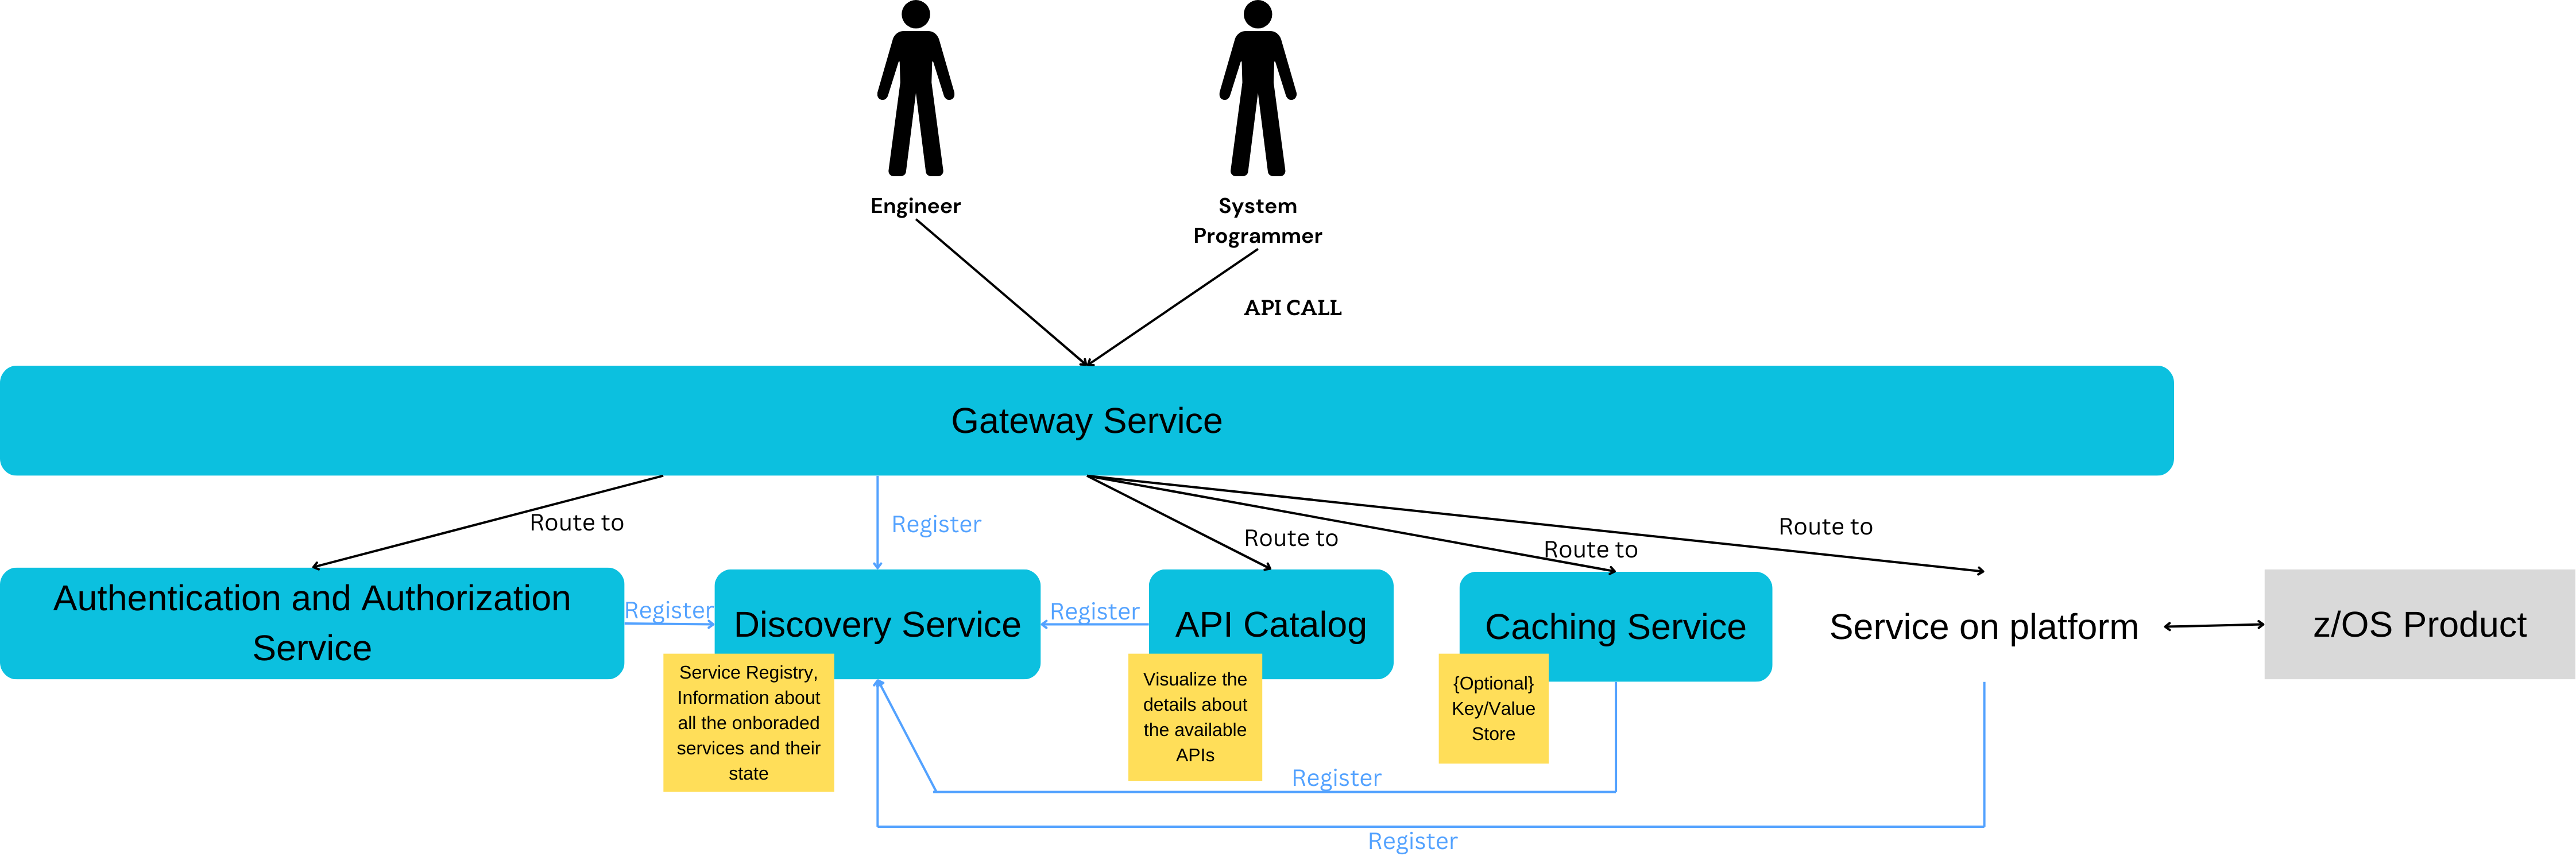 Engineer
System
Programmer
API CALL
Gateway Service
Route to
Register
Route to
Route to
Route to
Authentication and Authorization
Service
Register
Discovery Service
Register
API Catalog
Caching Service
Service on platform
z/OS Product
Service Registry,
Information about
all the onboraded
services and their
state
Visualize the
details about
the available
APIs
{Optional}
Key/Value
Store
Register
Register